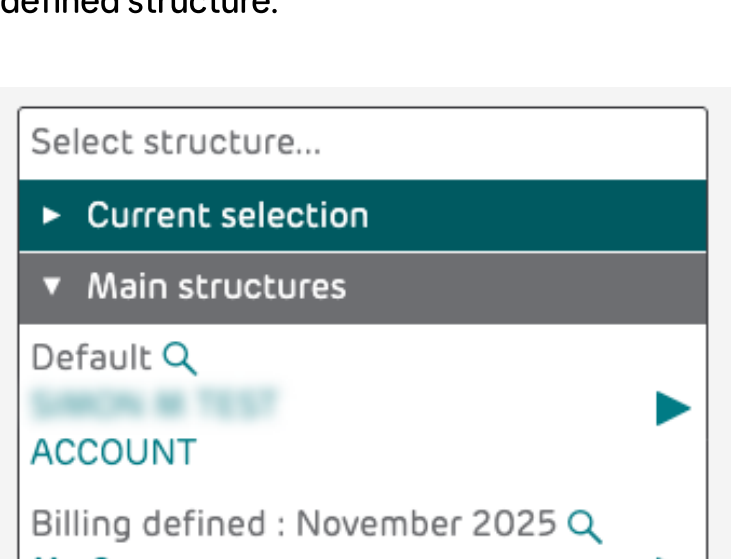 defined structure.
Select structure...
Current selection
Main structures
Default
ACCOUNT
Billing defined : November 2025